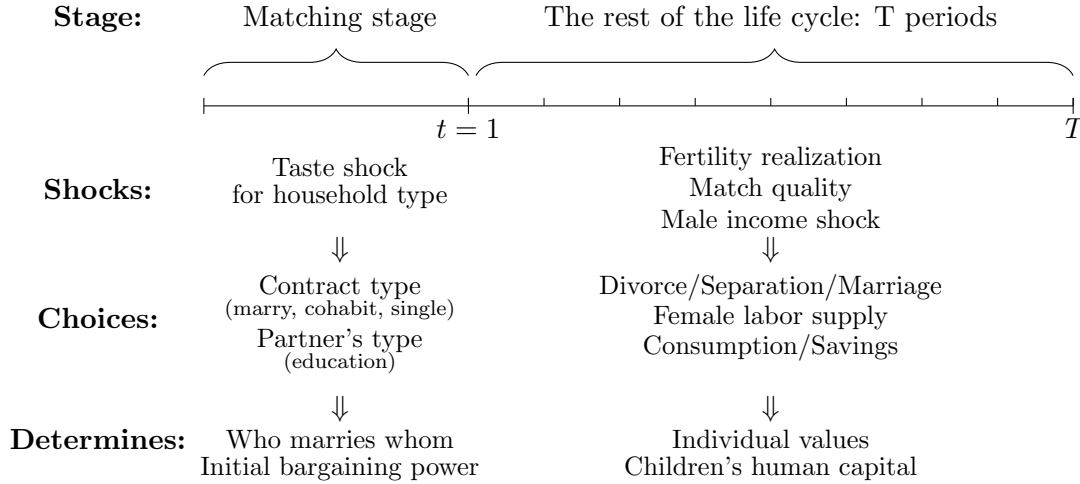 Stage: Matching stage The rest of the life cycle: T periods
t = 1 T
Shocks:
Taste shock
for household type
Fertility realization
Match quality
Male income shock
⇓ ⇓
Choices:
Contract type
(marry, cohabit, single)
Partner's type
(education)
Divorce/Separation/Marriage
Female labor supply
Consumption/Savings
⇓ ⇓
Determines:
Who marries whom
Initial bargaining power
Individual values
Children's human capital